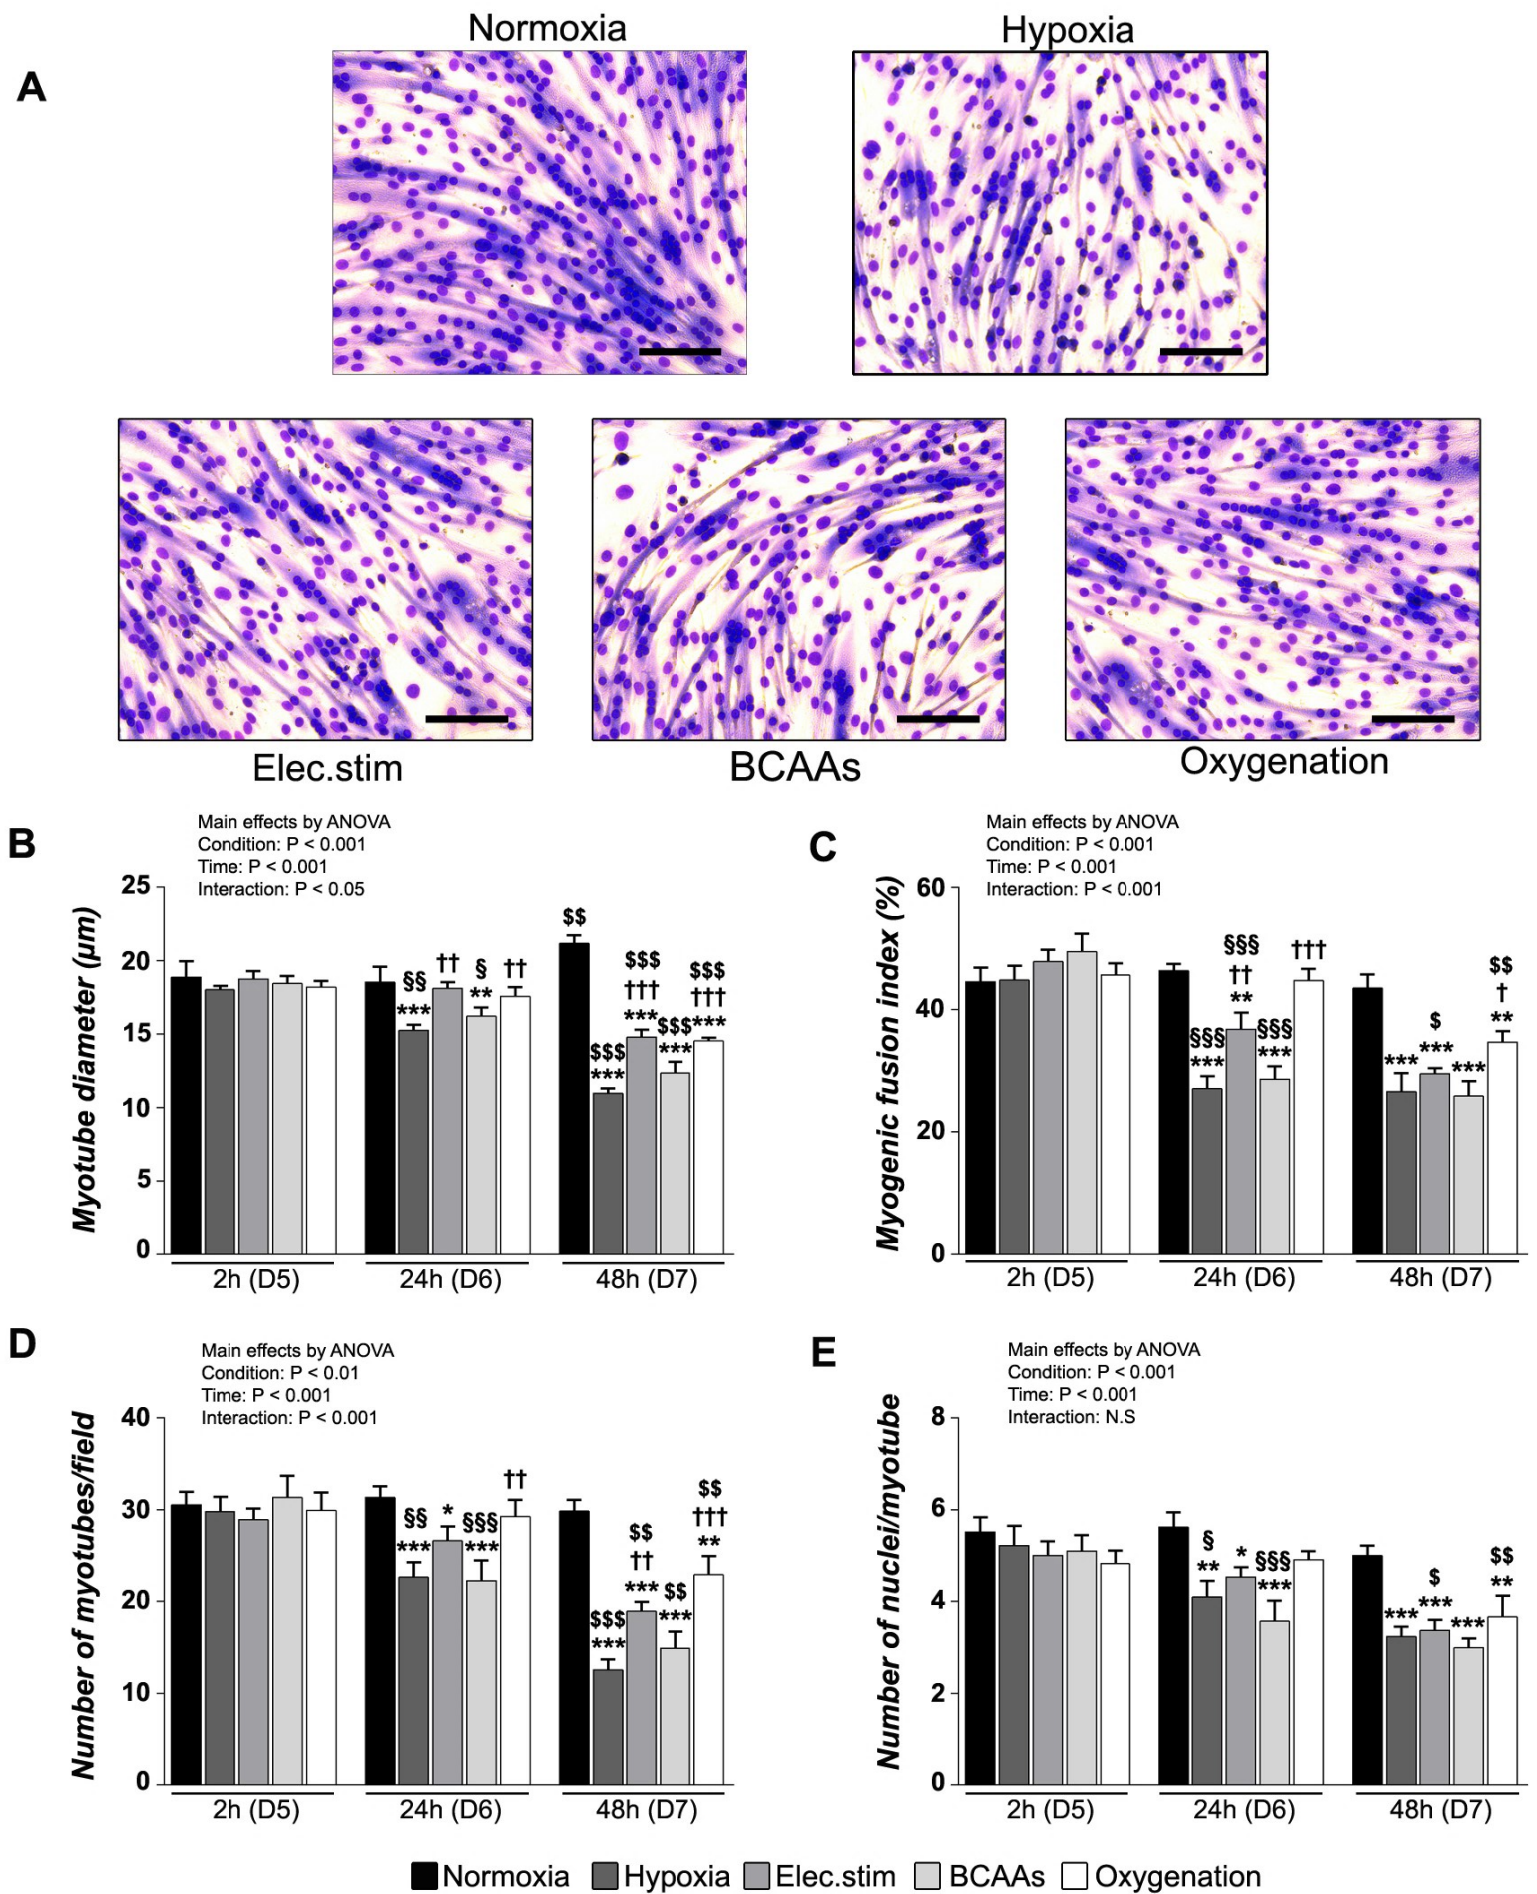 Normoxia
Hypoxia
A
Elec.stim
BCAAs
Oxygenation
B
Main effects by ANOVA
Condition: P < 0.001
Time: P < 0.001
Interaction: P < 0.05
Myotube diameter (µm)
25
20
15
10
5
0
§§
***
††
§
**
††
$$
$$$
***
$$$
†††
***
$$$
***
$$$
†††
***
2h (D5)
24h (D6)
48h (D7)
C
Main effects by ANOVA
Condition: P < 0.001
Time: P < 0.001
Interaction: P < 0.001
Myogenic fusion index (%)
60
40
20
0
§§§
***
§§§
††
**
§§§
***
†††
***
$
***
***
$$
†
**
2h (D5)
24h (D6)
48h (D7)
D
Main effects by ANOVA
Condition: P < 0.01
Time: P < 0.001
Interaction: P < 0.001
Number of myotubes/field
40
30
20
10
0
§§
***
*
§§§
***
††
$$$
***
$$
††
***
$$
***
$$
†††
**
2h (D5)
24h (D6)
48h (D7)
E
Main effects by ANOVA
Condition: P < 0.001
Time: P < 0.001
Interaction: N.S
Number of nuclei/myotube
8
6
4
2
0
§
**
*
§§§
***
***
$
***
***
$$
**
2h (D5)
24h (D6)
48h (D7)
Normoxia Hypoxia Elec.stim BCAAs Oxygenation